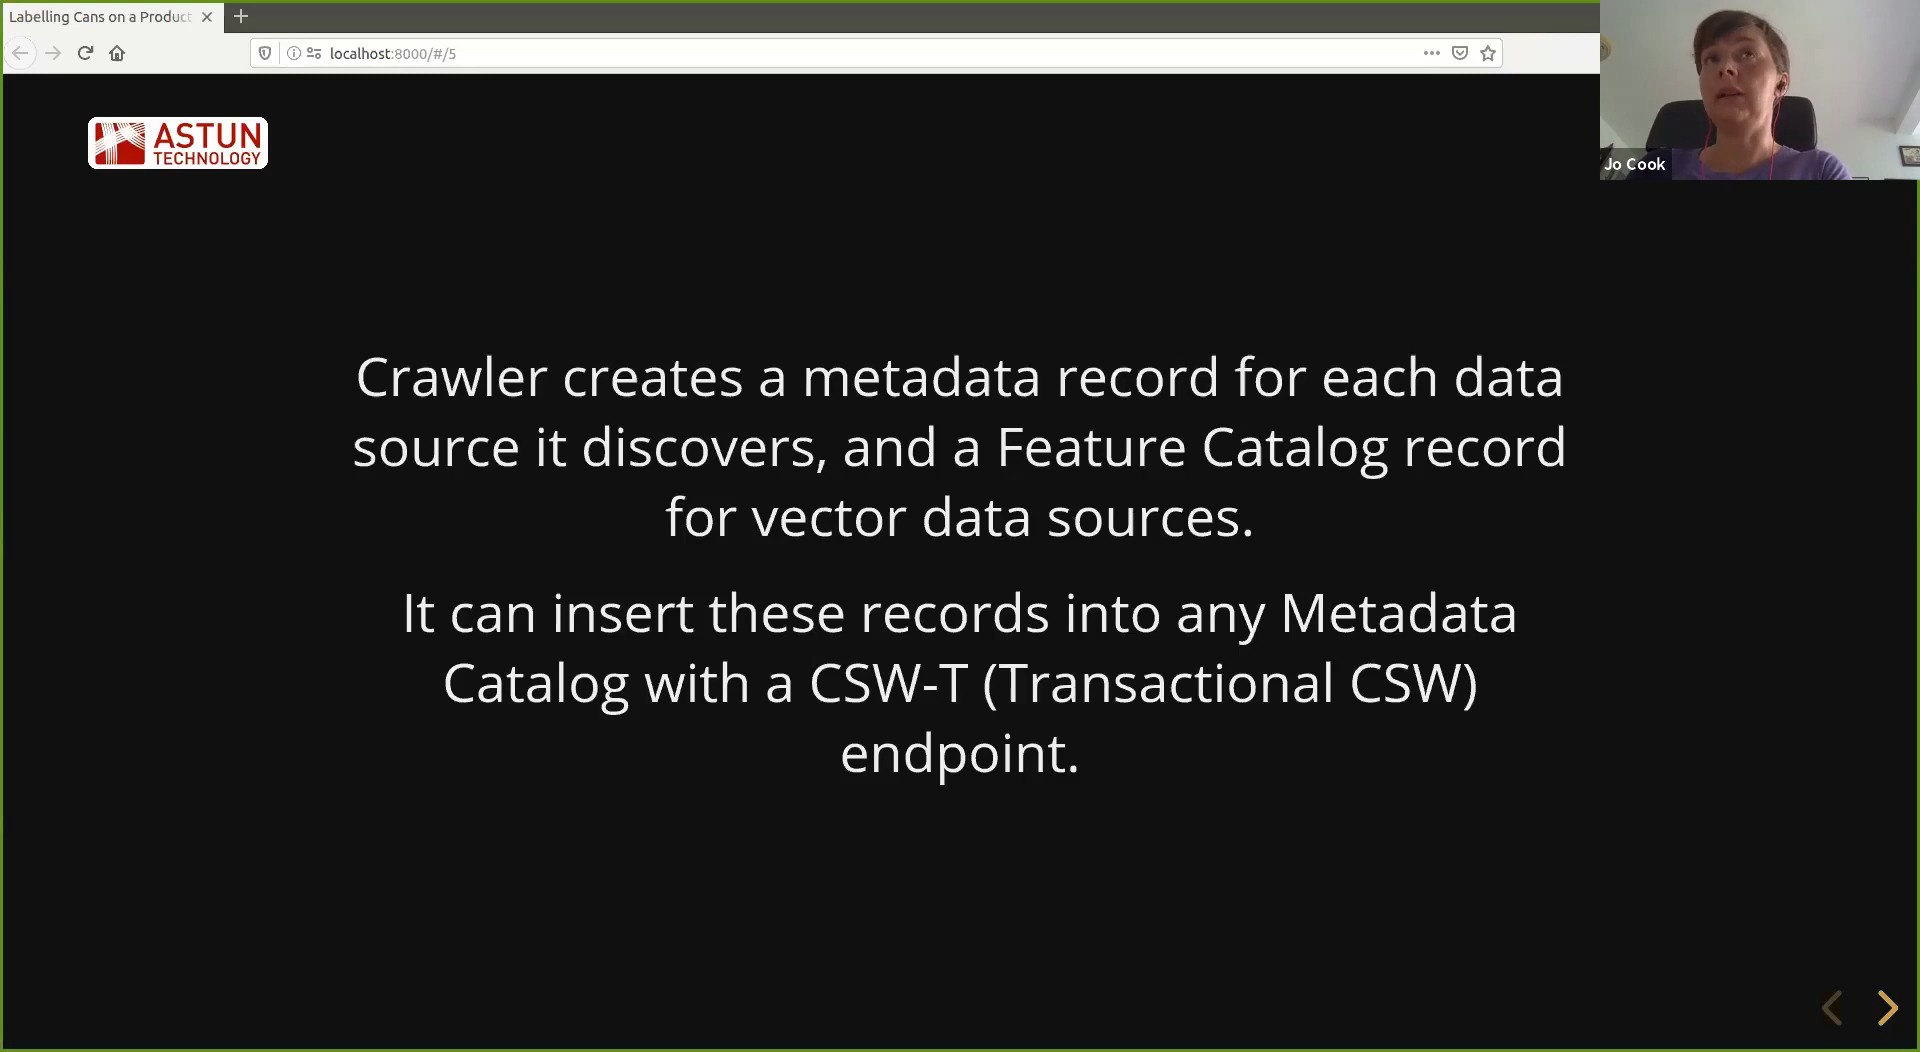 Labelling Cans on a Product
localhost:8000/#/5
Jo Cook
ASTUN
TECHNOLOGY
Crawler creates a metadata record for each data
source it discovers, and a Feature Catalog record
for vector data sources.
It can insert these records into any Metadata
Catalog with a CSW-T (Transactional CSW)
endpoint.